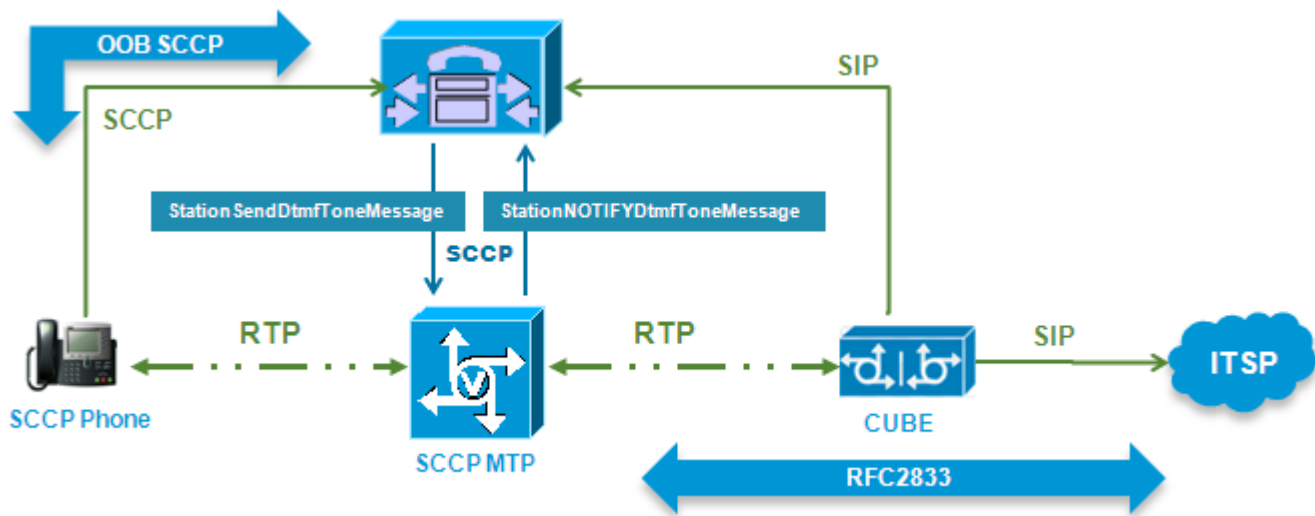 OOB SCCP
SIP
SCCP
StationSendDtmfToneMessage
StationNOTIFYDtmfToneMessage
SCCP
RTP
RTP
SIP
ITSP
SCCP Phone
CUBE
SCCP MTP
RFC2833